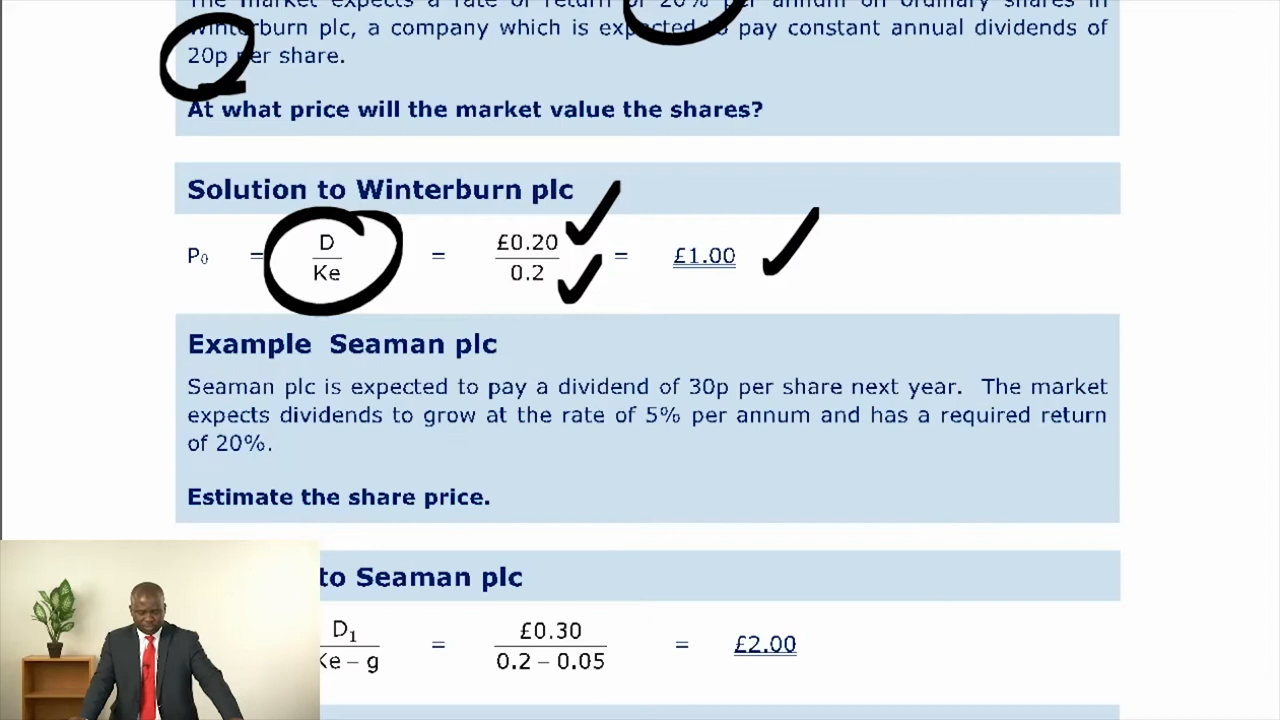 The market expects a rate of return of 20% per annum on ordinary shares in
Winterburn plc, a company which is expected to pay constant annual dividends of
20p per share.
At what price will the market value the shares?
Solution to Winterburn plc
P₀ = D / Ke = £0.20 / 0.2 = £1.00
Example Seaman plc
Seaman plc is expected to pay a dividend of 30p per share next year. The market
expects dividends to grow at the rate of 5% per annum and has a required return
of 20%.
Estimate the share price.
to Seaman plc
D₁ / Ke – g = £0.30 / 0.2 – 0.05 = £2.00